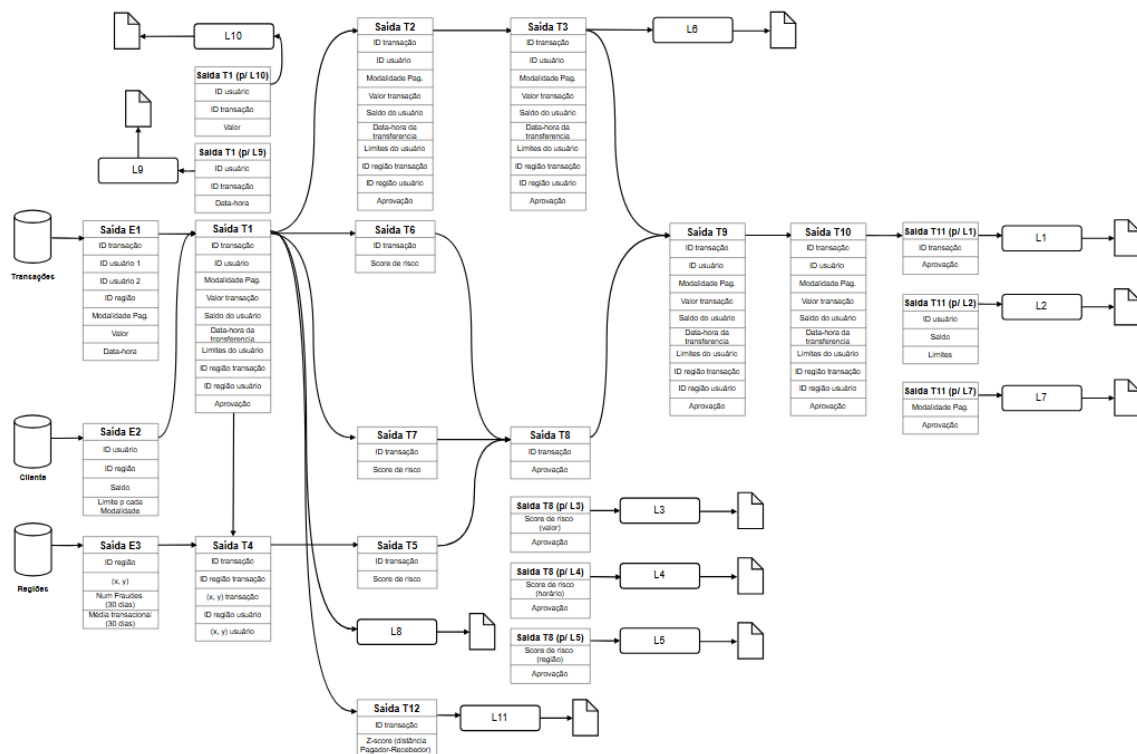 L10
Saída T1 (p/ L10)
ID usuário
ID transação
Valor
L9
Saída T1 (p/ L9)
ID usuário
ID transação
Data-hora
Transações
Saída E1
ID transação
ID usuário 1
ID usuário 2
ID região
Modalidade Pag.
Valor
Data-hora
Saída T1
ID transação
ID usuário
Modalidade Pag.
Valor transação
Saldo do usuário
Data-hora da
transferencia
Limites do usuário
ID região transação
ID região usuário
Aprovação
Cliente
Saída E2
ID usuário
ID região
Saldo
Limite p cada
Modalidade
Regiões
Saída E3
ID região
(x, y)
Num Fraudes
(30 dias)
Média transacional
(30 dias)
Saída T4
ID transação
ID região transação
(x, y) transação
ID região usuário
(x, y) usuário
Saída T2
ID transação
ID usuário
Modalidade Pag.
Valor transação
Saldo do usuário
Data-hora da
transferencia
Limites do usuário
ID região transação
ID região usuário
Aprovação
Saída T3
ID transação
ID usuário
Modalidade Pag.
Valor transação
Saldo do usuário
Data-hora da
transferencia
Limites do usuário
ID região transação
ID região usuário
Aprovação
L6
Saída T6
ID transação
Score de risco
Saída T7
ID transação
Score de risco
Saída T5
ID transação
Score de risco
L8
Saída T12
ID transação
Z-score (distância
Pagador-Recebedor)
L11
Saída T8
ID transação
Aprovação
Saída T8 (p/ L3)
Score de risco
(valor)
Aprovação
L3
Saída T8 (p/ L4)
Score de risco
(horário)
Aprovação
L4
Saída T8 (p/ L5)
Score de risco
(região)
Aprovação
L5
Saída T9
ID transação
ID usuário
Modalidade Pag.
Valor transação
Saldo do usuário
Data-hora da
transferencia
Limites do usuário
ID região transação
ID região usuário
Aprovação
Saída T10
ID transação
ID usuário
Modalidade Pag.
Valor transação
Saldo do usuário
Data-hora da
transferencia
Limites do usuário
ID região transação
ID região usuário
Aprovação
Saída T11 (p/ L1)
ID transação
Aprovação
L1
Saída T11 (p/ L2)
ID usuário
Saldo
Limites
L2
Saída T11 (p/ L7)
Modalidade Pag.
Aprovação
L7